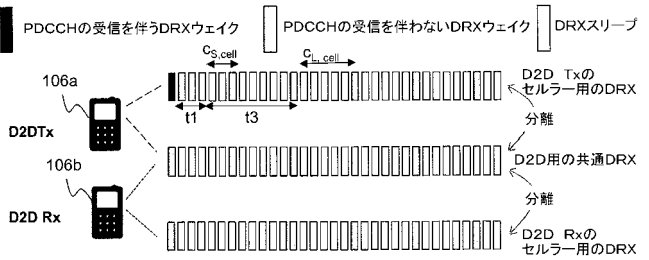 PDCCHの受信を伴うDRXウェイク
PDCCHの受信を伴わないDRXウェイク
DRXスリープ
106a
D2DTx
CS,cell
CL, cell
t1
t3
D2D Txの
セルラー用のDRX
分離
D2D用の共通DRX
106b
D2D Rx
分離
D2D Rxの
セルラー用のDRX